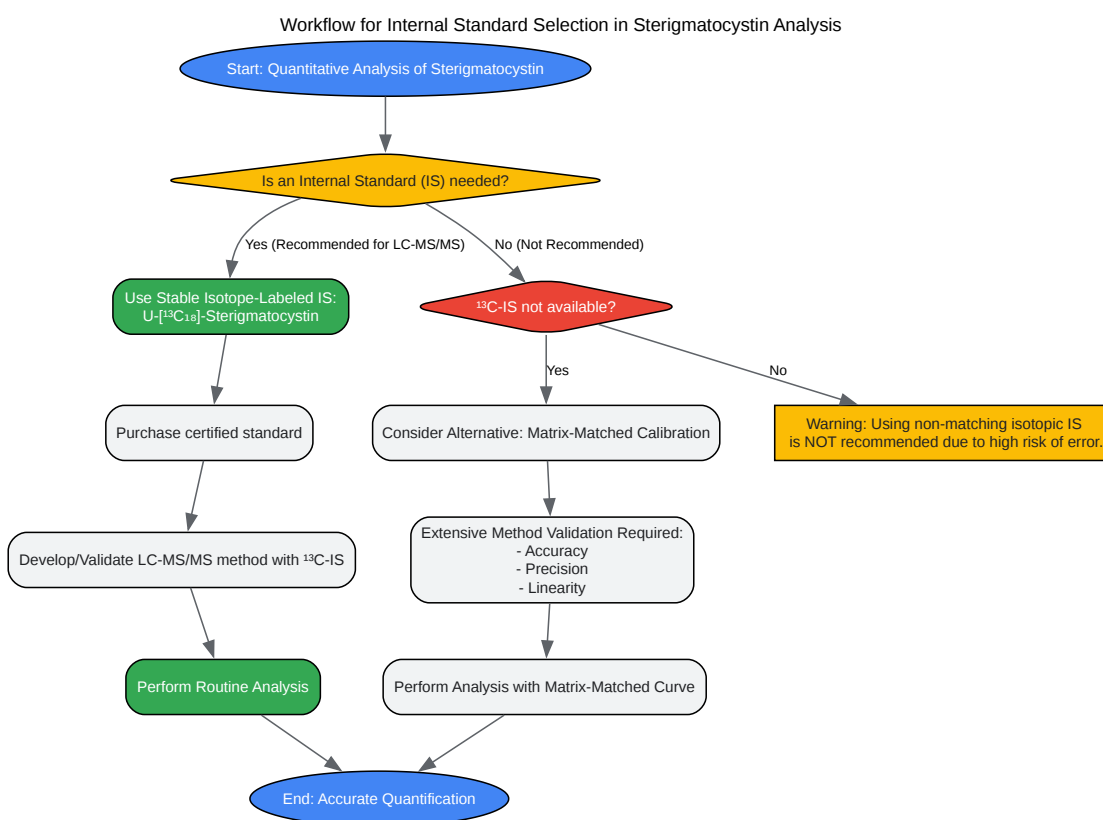 Workflow for Internal Standard Selection in Sterigmatocystin Analysis
Start: Quantitative Analysis of Sterigmatocystin
Is an Internal Standard (IS) needed?
Yes (Recommended for LC-MS/MS)
No (Not Recommended)
Use Stable Isotope-Labeled IS:
U-[¹³C₁₈]-Sterigmatocystin
¹³C-IS not available?
Yes
No
Purchase certified standard
Consider Alternative: Matrix-Matched Calibration
Warning: Using non-matching isotopic IS
is NOT recommended due to high risk of error.
Develop/Validate LC-MS/MS method with ¹³C-IS
Extensive Method Validation Required:
- Accuracy
- Precision
- Linearity
Perform Routine Analysis
Perform Analysis with Matrix-Matched Curve
End: Accurate Quantification